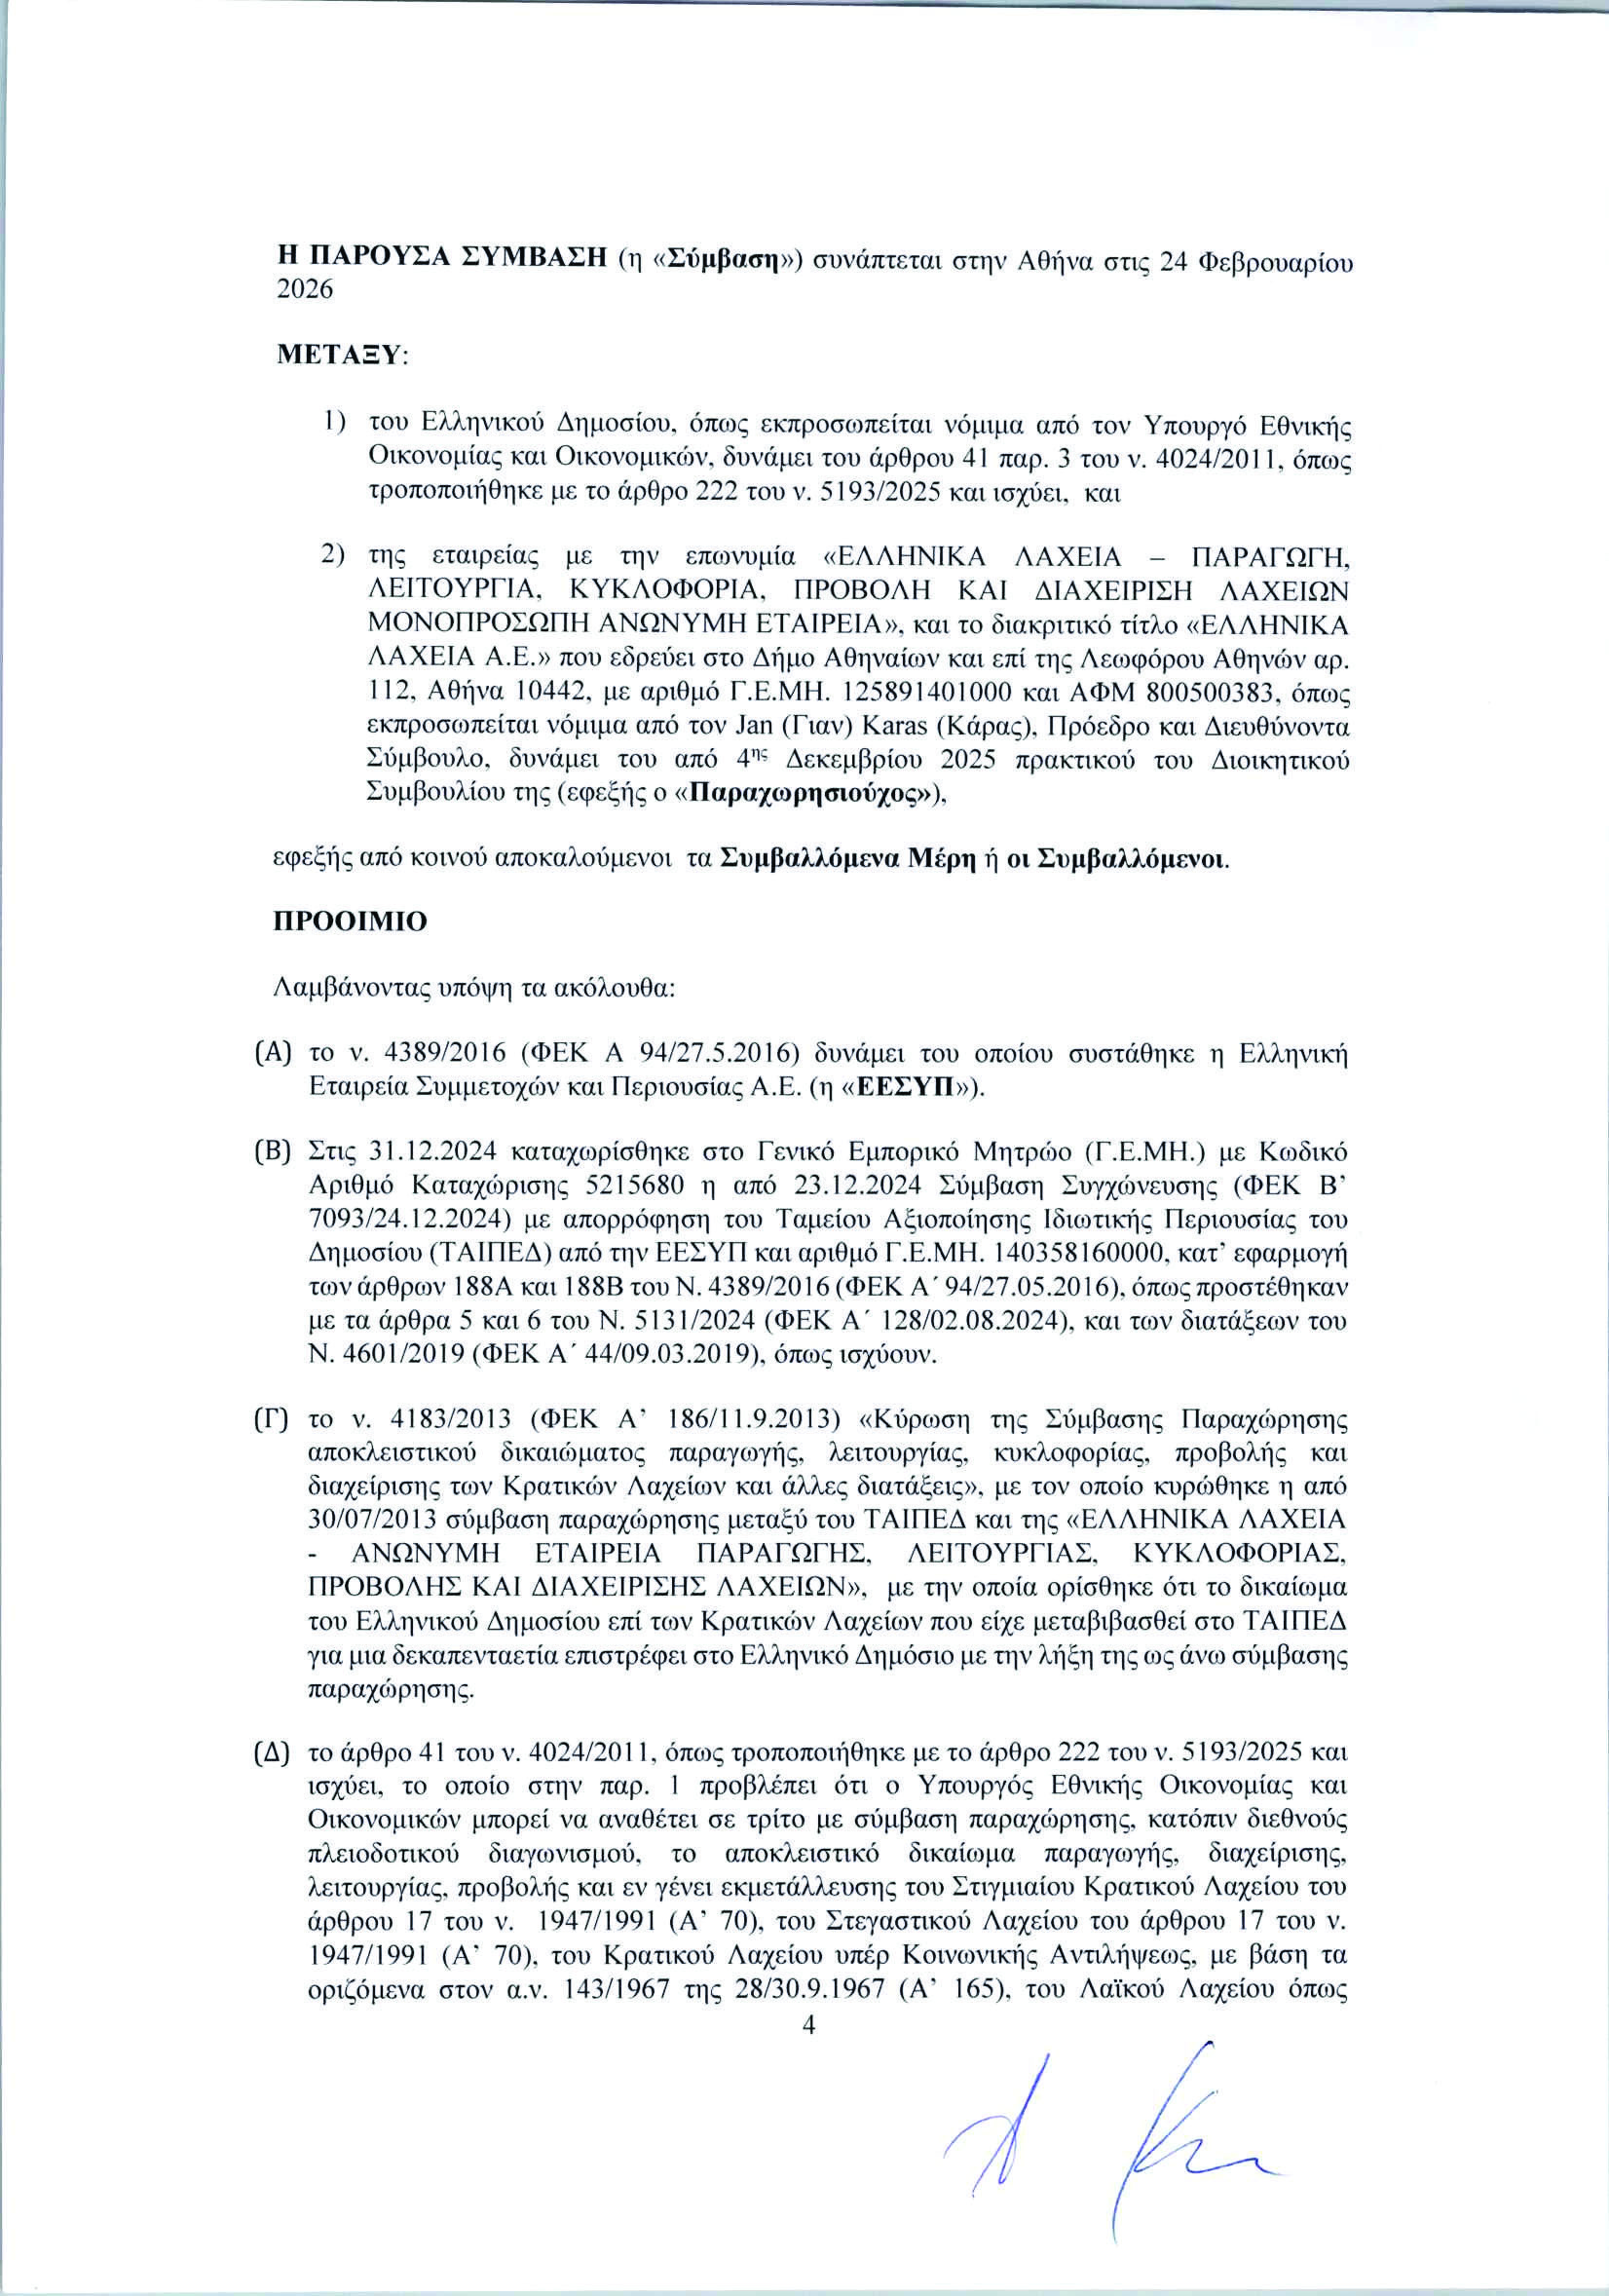 Η ΠΑΡΟΥΣΑ ΣΥΜΒΑΣΗ (η «Σύμβαση») συνάπτεται στην Αθήνα στις 24 Φεβρουαρίου
2026
ΜΕΤΑΞΥ:
1) του Ελληνικού Δημοσίου, όπως εκπροσωπείται νόμιμα από τον Υπουργό Εθνικής
Οικονομίας και Οικονομικών, δυνάμει του άρθρου 41 παρ. 3 του ν. 4024/2011, όπως
τροποποιήθηκε με το άρθρο 222 του ν. 5193/2025 και ισχύει, και
2) της εταιρείας με την επωνυμία «ΕΛΛΗΝΙΚΑ ΛΑΧΕΙΑ – ΠΑΡΑΓΩΓΗ,
ΛΕΙΤΟΥΡΓΙΑ, ΚΥΚΛΟΦΟΡΙΑ, ΠΡΟΒΟΛΗ ΚΑΙ ΔΙΑΧΕΙΡΙΣΗ ΛΑΧΕΙΩΝ
ΜΟΝΟΠΡΟΣΩΠΗ ΑΝΩΝΥΜΗ ΕΤΑΙΡΕΙΑ», και το διακριτικό τίτλο «ΕΛΛΗΝΙΚΑ
ΛΑΧΕΙΑ Α.Ε.» που εδρεύει στο Δήμο Αθηναίων και επί της Λεωφόρου Αθηνών αρ.
112, Αθήνα 10442, με αριθμό Γ.Ε.ΜΗ. 125891401000 και ΑΦΜ 800500383, όπως
εκπροσωπείται νόμιμα από τον Jan (Γιαν) Karas (Κάρας), Πρόεδρο και Διευθύνοντα
Σύμβουλο, δυνάμει του από 4ης Δεκεμβρίου 2025 πρακτικού του Διοικητικού
Συμβουλίου της (εφεξής ο «Παραχωρησιούχος»),
εφεξής από κοινού αποκαλούμενοι τα Συμβαλλόμενα Μέρη ή οι Συμβαλλόμενοι.
ΠΡΟΟΙΜΙΟ
Λαμβάνοντας υπόψη τα ακόλουθα:
(Α) το ν. 4389/2016 (ΦΕΚ Α 94/27.5.2016) δυνάμει του οποίου συστάθηκε η Ελληνική
Εταιρεία Συμμετοχών και Περιουσίας Α.Ε. (η «ΕΕΣΥΠ»).
(Β) Στις 31.12.2024 καταχωρίσθηκε στο Γενικό Εμπορικό Μητρώο (Γ.Ε.ΜΗ.) με Κωδικό
Αριθμό Καταχώρισης 5215680 η από 23.12.2024 Σύμβαση Συγχώνευσης (ΦΕΚ Β’
7093/24.12.2024) με απορρόφηση του Ταμείου Αξιοποίησης Ιδιωτικής Περιουσίας του
Δημοσίου (ΤΑΙΠΕΔ) από την ΕΕΣΥΠ και αριθμό Γ.Ε.ΜΗ. 140358160000, κατ’ εφαρμογή
των άρθρων 188Α και 188Β του Ν. 4389/2016 (ΦΕΚ Α΄ 94/27.05.2016), όπως προστέθηκαν
με τα άρθρα 5 και 6 του Ν. 5131/2024 (ΦΕΚ Α΄ 128/02.08.2024), και των διατάξεων του
Ν. 4601/2019 (ΦΕΚ Α΄ 44/09.03.2019), όπως ισχύουν.
(Γ) το ν. 4183/2013 (ΦΕΚ Α’ 186/11.9.2013) «Κύρωση της Σύμβασης Παραχώρησης
αποκλειστικού δικαιώματος παραγωγής, λειτουργίας, κυκλοφορίας, προβολής και
διαχείρισης των Κρατικών Λαχείων και άλλες διατάξεις», με τον οποίο κυρώθηκε η από
30/07/2013 σύμβαση παραχώρησης μεταξύ του ΤΑΙΠΕΔ και της «ΕΛΛΗΝΙΚΑ ΛΑΧΕΙΑ
- ΑΝΩΝΥΜΗ ΕΤΑΙΡΕΙΑ ΠΑΡΑΓΩΓΗΣ, ΛΕΙΤΟΥΡΓΙΑΣ, ΚΥΚΛΟΦΟΡΙΑΣ,
ΠΡΟΒΟΛΗΣ ΚΑΙ ΔΙΑΧΕΙΡΙΣΗΣ ΛΑΧΕΙΩΝ», με την οποία ορίσθηκε ότι το δικαίωμα
του Ελληνικού Δημοσίου επί των Κρατικών Λαχείων που είχε μεταβιβασθεί στο ΤΑΙΠΕΔ
για μια δεκαπενταετία επιστρέφει στο Ελληνικό Δημόσιο με την λήξη της ως άνω σύμβασης
παραχώρησης.
(Δ) το άρθρο 41 του ν. 4024/2011, όπως τροποποιήθηκε με το άρθρο 222 του ν. 5193/2025 και
ισχύει, το οποίο στην παρ. 1 προβλέπει ότι ο Υπουργός Εθνικής Οικονομίας και
Οικονομικών μπορεί να αναθέτει σε τρίτο με σύμβαση παραχώρησης, κατόπιν διεθνούς
πλειοδοτικού διαγωνισμού, το αποκλειστικό δικαίωμα παραγωγής, διαχείρισης,
λειτουργίας, προβολής και εν γένει εκμετάλλευσης του Στιγμιαίου Κρατικού Λαχείου του
άρθρου 17 του ν. 1947/1991 (Α’ 70), του Στεγαστικού Λαχείου του άρθρου 17 του ν.
1947/1991 (Α’ 70), του Κρατικού Λαχείου υπέρ Κοινωνικής Αντιλήψεως, με βάση τα
οριζόμενα στον α.ν. 143/1967 της 28/30.9.1967 (Α’ 165), του Λαϊκού Λαχείου όπως
4